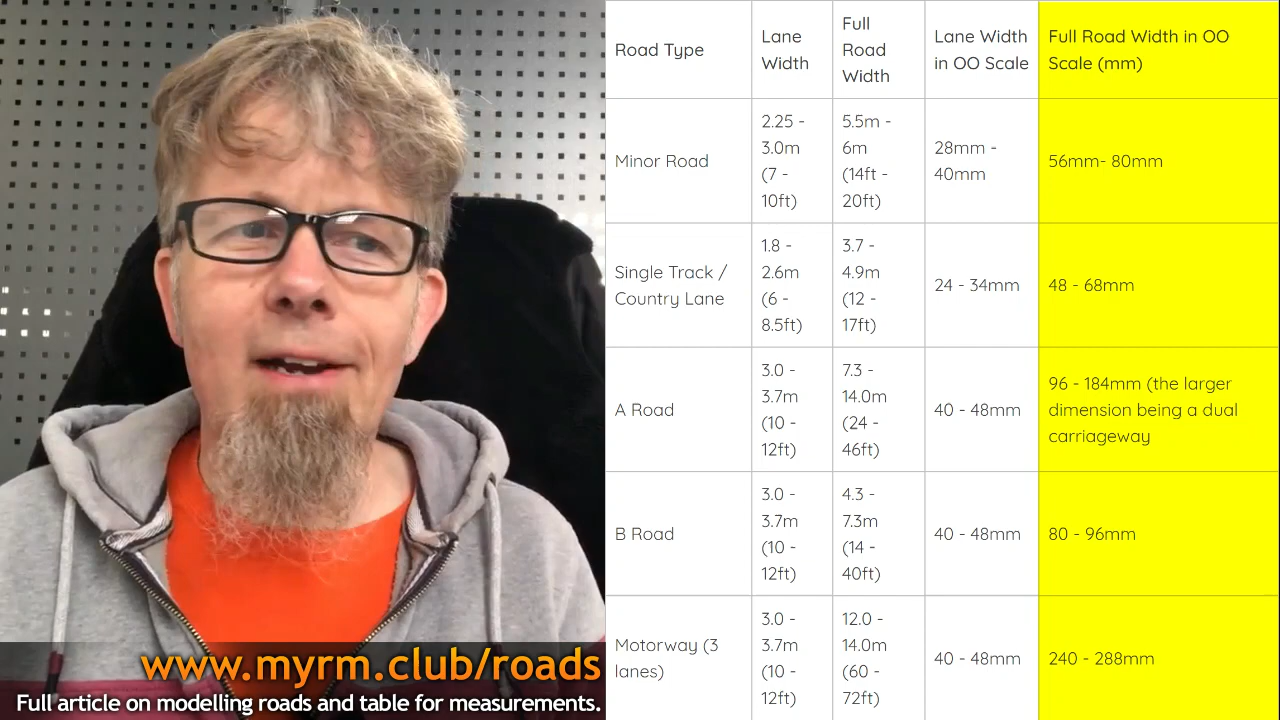 Road Type
Lane
Width
Full
Road
Width
Lane Width
in OO Scale
Full Road Width in OO
Scale (mm)
Minor Road
2.25 -
3.0m
(7 -
10ft)
5.5m -
6m
(14ft -
20ft)
28mm -
40mm
56mm- 80mm
Single Track /
Country Lane
1.8 -
2.6m
(6 -
8.5ft)
3.7 -
4.9m
(12 -
17ft)
24 - 34mm
48 - 68mm
A Road
3.0 -
3.7m
(10 -
12ft)
7.3 -
14.0m
(24 -
46ft)
40 - 48mm
96 - 184mm (the larger
dimension being a dual
carriageway
B Road
3.0 -
3.7m
(10 -
12ft)
4.3 -
7.3m
(14 -
40ft)
40 - 48mm
80 - 96mm
Motorway (3
lanes)
3.0 -
3.7m
(10 -
12ft)
12.0 -
14.0m
(60 -
72ft)
40 - 48mm
240 - 288mm
www.myrm.club/roads
Full article on modelling roads and table for measurements.